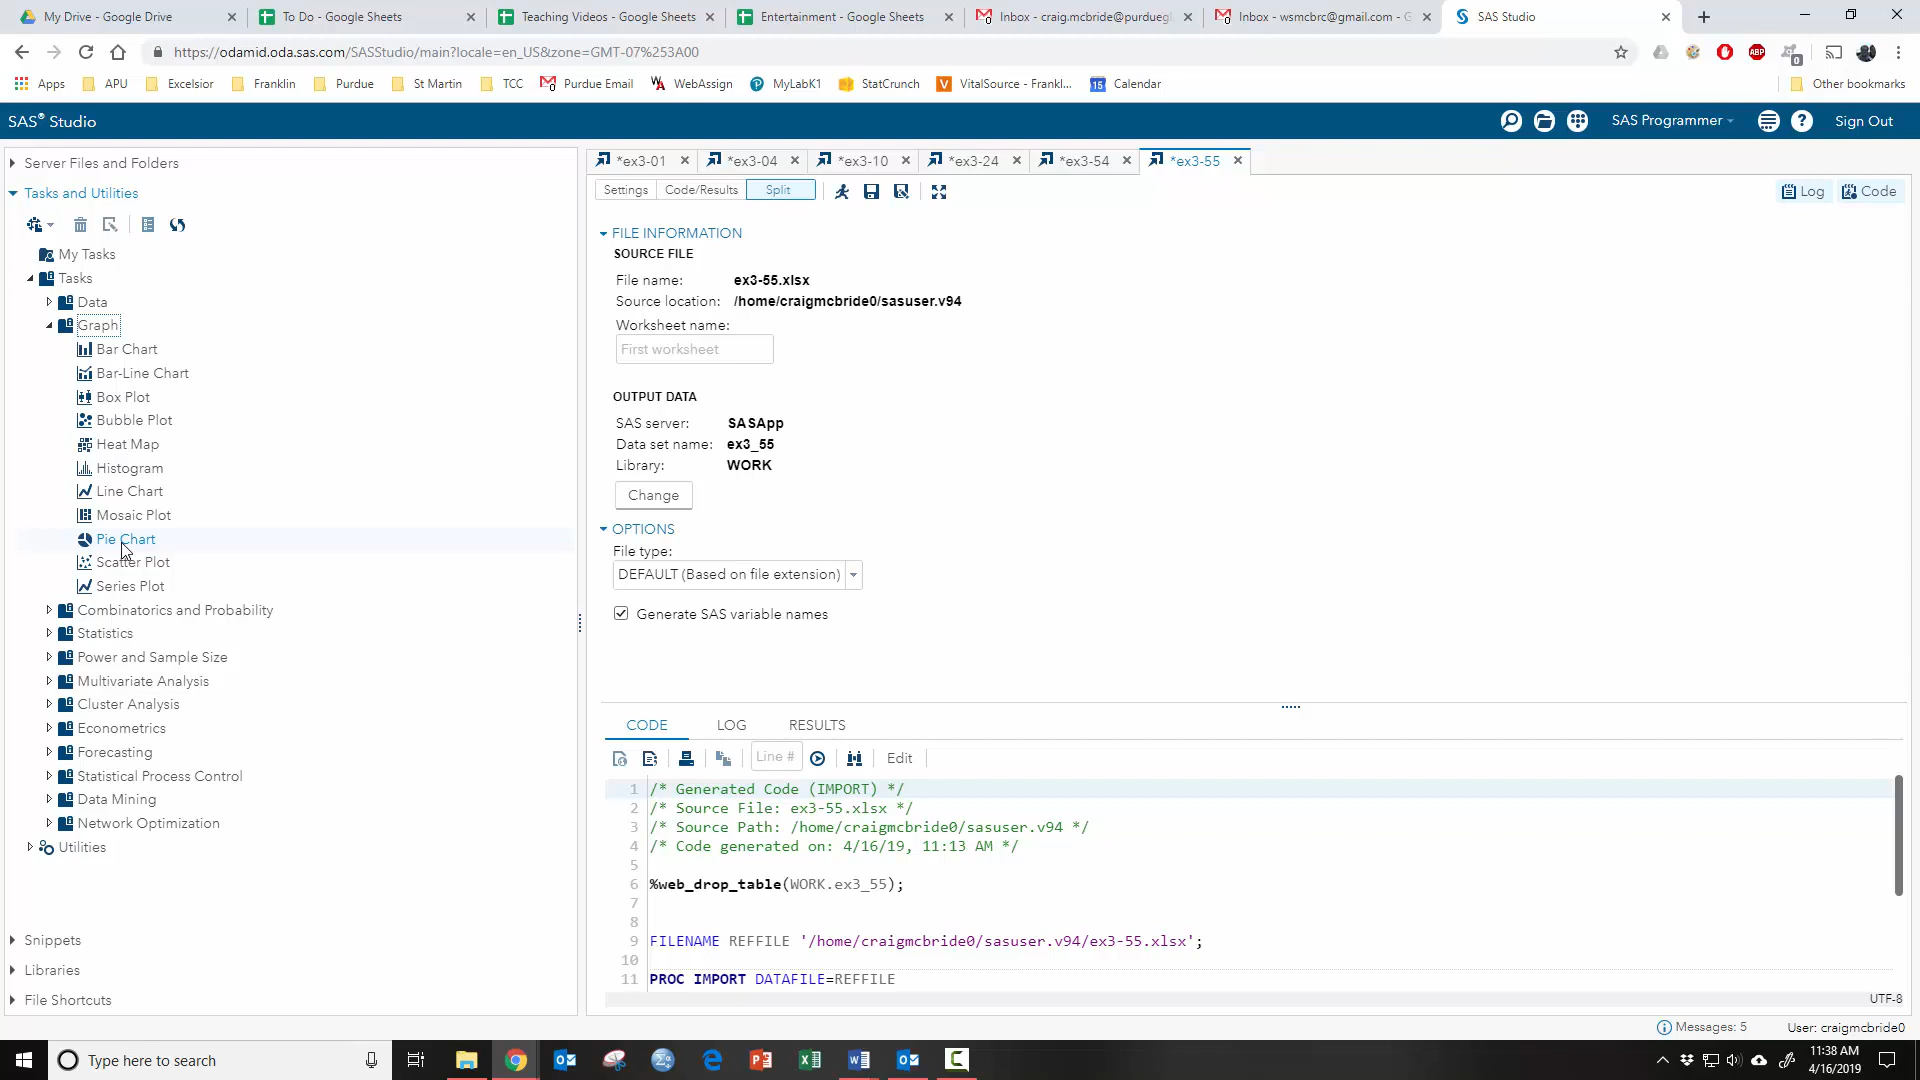 My Drive - Google Drive
To Do - Google Sheets
Teaching Videos - Google Sheets
Entertainment - Google Sheets
Inbox - craig.mcbride@purdueg
Inbox - wsmcbrc@gmail.com - G
SAS Studio
https://odamid.oda.sas.com/SASStudio/main?locale=en_US&zone=GMT-07%253A00
ABP
0
Apps
APU
Excelsior
Franklin
Purdue
St Martin
TCC
Purdue Email
WebAssign
MyLabK1
StatCrunch
VitalSource - Frankl...
15
Calendar
Other bookmarks
SAS® Studio
SAS Programmer
Sign Out
Server Files and Folders
Tasks and Utilities
My Tasks
Tasks
Data
Graph
Bar Chart
Bar-Line Chart
Box Plot
Bubble Plot
Heat Map
Histogram
Line Chart
Mosaic Plot
Pie Chart
Scatter Plot
Series Plot
Combinatorics and Probability
Statistics
Power and Sample Size
Multivariate Analysis
Cluster Analysis
Econometrics
Forecasting
Statistical Process Control
Data Mining
Network Optimization
Utilities
Snippets
Libraries
File Shortcuts
*ex3-01
*ex3-04
*ex3-10
*ex3-24
*ex3-54
*ex3-55
Settings
Code/Results
Split
Log
Code
FILE INFORMATION
SOURCE FILE
File name: ex3-55.xlsx
Source location: /home/craigmcbride0/sasuser.v94
Worksheet name:
First worksheet
OUTPUT DATA
SAS server: SASApp
Data set name: ex3_55
Library: WORK
Change
OPTIONS
File type:
DEFAULT (Based on file extension)
Generate SAS variable names
CODE
LOG
RESULTS
Line #
Edit
1 /* Generated Code (IMPORT) */
2 /* Source File: ex3-55.xlsx */
3 /* Source Path: /home/craigmcbride0/sasuser.v94 */
4 /* Code generated on: 4/16/19, 11:13 AM */
5
6 %web_drop_table(WORK.ex3_55);
7
8
9 FILENAME REFFILE '/home/craigmcbride0/sasuser.v94/ex3-55.xlsx';
10
11 PROC IMPORT DATAFILE=REFFILE
UTF-8
Messages: 5
User: craigmcbride0
Type here to search
11:38 AM
4/16/2019